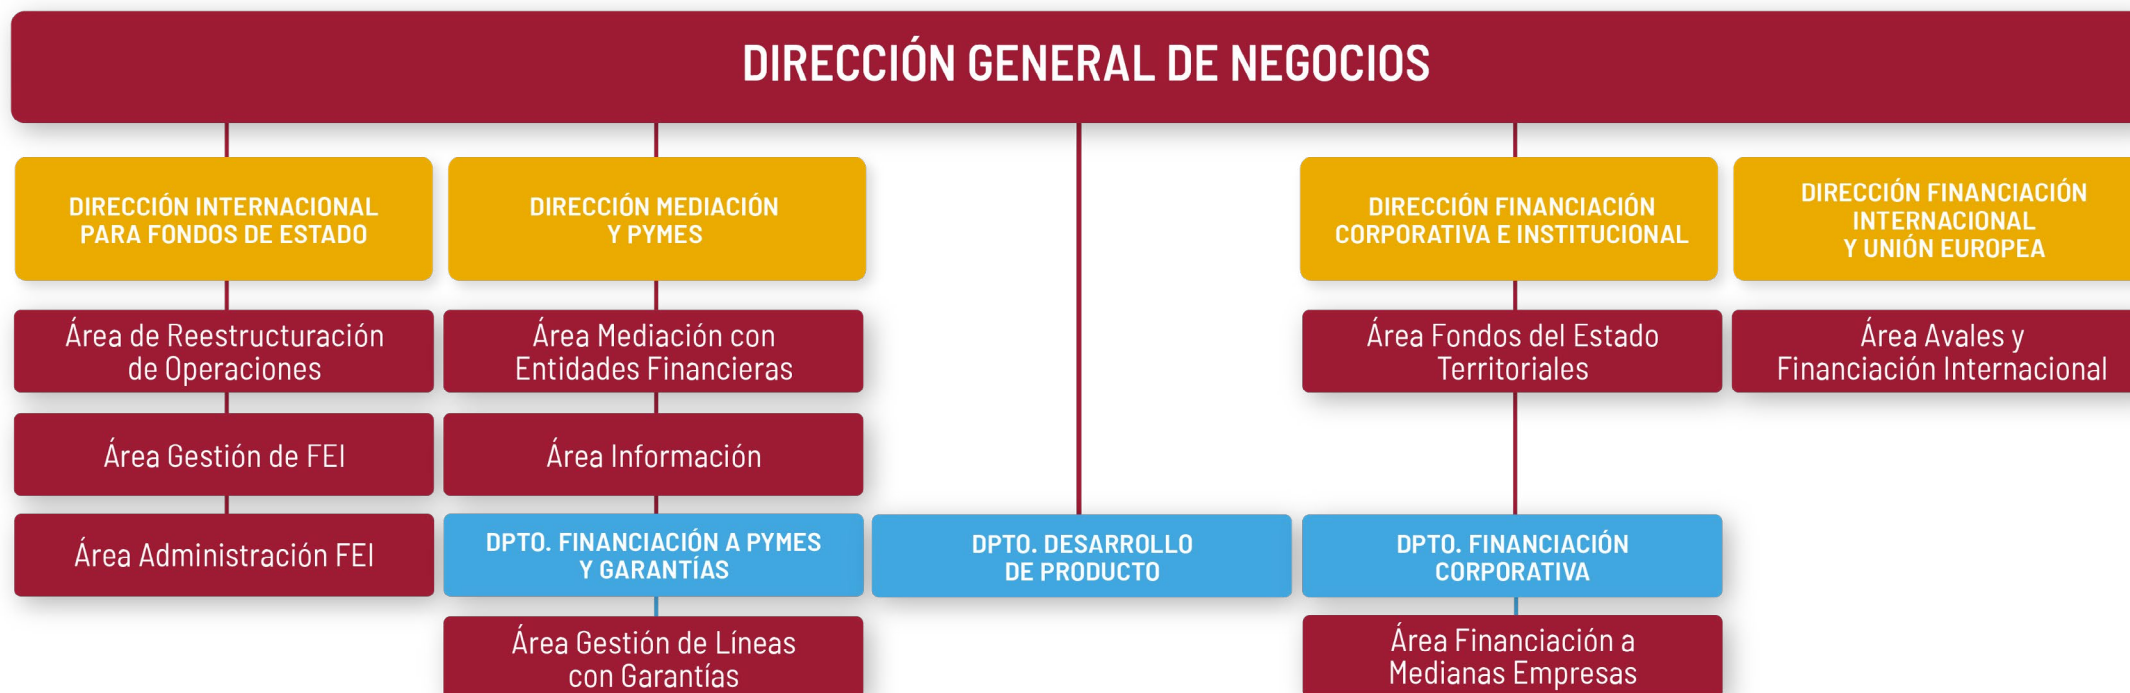 DIRECCIÓN GENERAL DE NEGOCIOS
DIRECCIÓN INTERNACIONAL
PARA FONDOS DE ESTADO
DIRECCIÓN MEDIACIÓN
Y PYMES
DIRECCIÓN FINANCIACIÓN
CORPORATIVA E INSTITUCIONAL
DIRECCIÓN FINANCIACIÓN
INTERNACIONAL
Y UNIÓN EUROPEA
Área de Reestructuración
de Operaciones
Área Mediación con
Entidades Financieras
Área Fondos del Estado
Territoriales
Área Avales y
Financiación Internacional
Área Gestión de FEI
Área Información
Área Administración FEI
DPTO. FINANCIACIÓN A PYMES
Y GARANTÍAS
DPTO. DESARROLLO
DE PRODUCTO
DPTO. FINANCIACIÓN
CORPORATIVA
Área Gestión de Líneas
con Garantías
Área Financiación a
Medianas Empresas